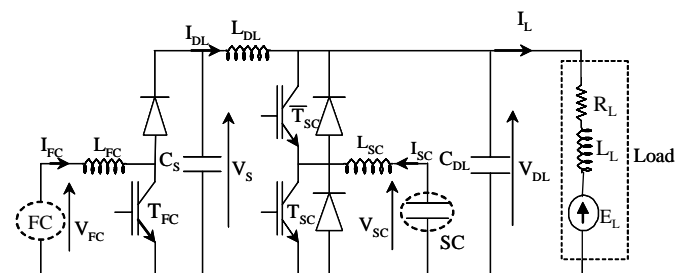 I_DL L_DL I_L
T̅_SC R_L
I_FC L_FC C_S V_S L_SC I_SC C_DL V_DL L_L Load
FC V_FC T_FC T_SC V_SC SC E_L